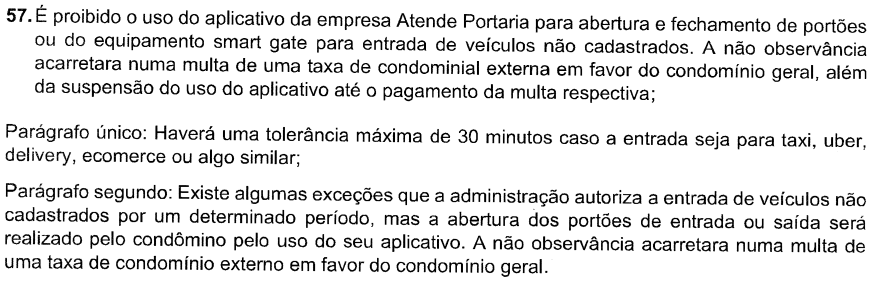 57. É proibido o uso do aplicativo da empresa Atende Portaria para abertura e fechamento de portões
ou do equipamento smart gate para entrada de veículos não cadastrados. A não observância
acarretara numa multa de uma taxa de condominial externa em favor do condomínio geral, além
da suspensão do uso do aplicativo até o pagamento da multa respectiva;
Parágrafo único: Haverá uma tolerância máxima de 30 minutos caso a entrada seja para taxi, uber,
delivery, ecomerce ou algo similar;
Parágrafo segundo: Existe algumas exceções que a administração autoriza a entrada de veículos não
cadastrados por um determinado período, mas a abertura dos portões de entrada ou saída será
realizado pelo condômino pelo uso do seu aplicativo. A não observância acarretara numa multa de
uma taxa de condomínio externo em favor do condomínio geral.